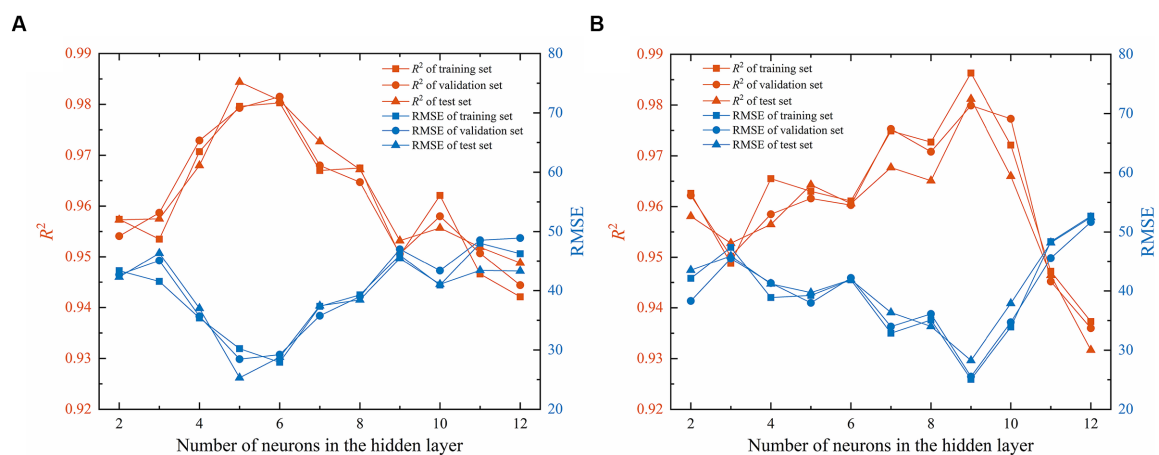 A
R²
0.99
0.98
0.97
0.96
0.95
0.94
0.93
0.92
R² of training set
R² of validation set
R² of test set
RMSE of training set
RMSE of validation set
RMSE of test set
80
70
60
50
40
30
20
RMSE
2 4 6 8 10 12
Number of neurons in the hidden layer
B
R²
0.99
0.98
0.97
0.96
0.95
0.94
0.93
0.92
R² of training set
R² of validation set
R² of test set
RMSE of training set
RMSE of validation set
RMSE of test set
80
70
60
50
40
30
20
RMSE
2 4 6 8 10 12
Number of neurons in the hidden layer